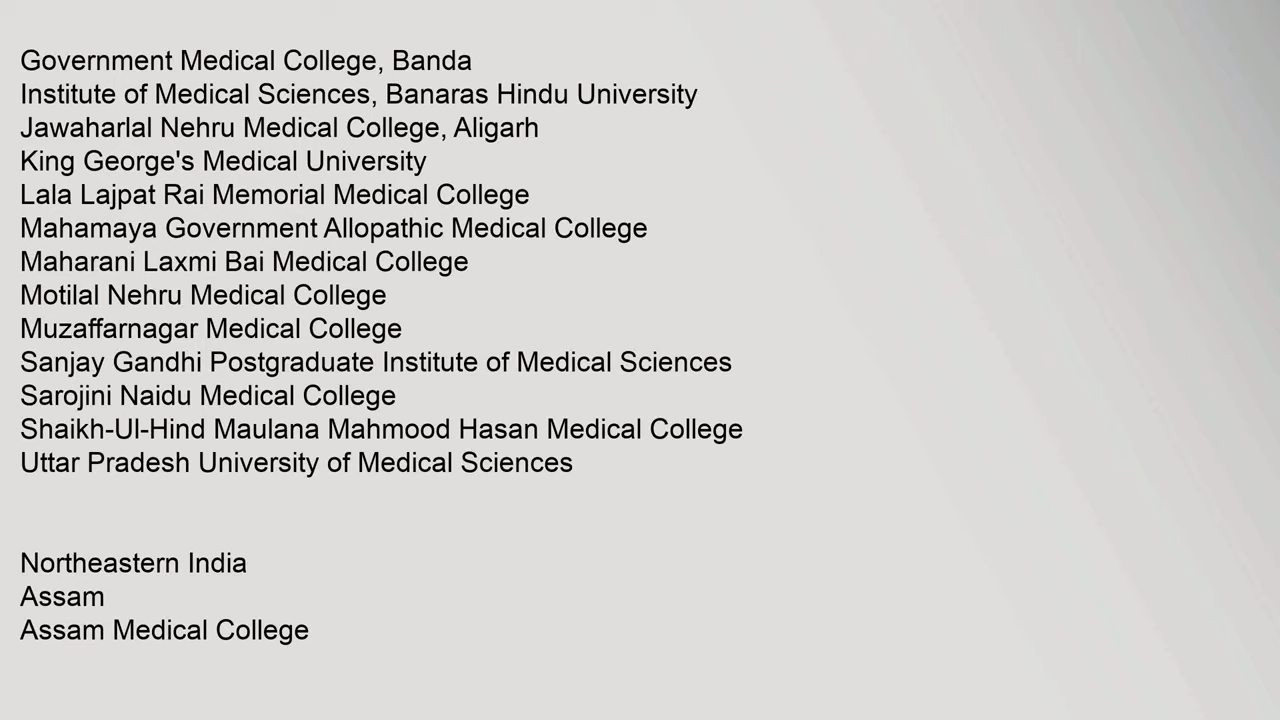 Government Medical College, Banda
Institute of Medical Sciences, Banaras Hindu University
Jawaharlal Nehru Medical College, Aligarh
King George's Medical University
Lala Lajpat Rai Memorial Medical College
Mahamaya Government Allopathic Medical College
Maharani Laxmi Bai Medical College
Motilal Nehru Medical College
Muzaffarnagar Medical College
Sanjay Gandhi Postgraduate Institute of Medical Sciences
Sarojini Naidu Medical College
Shaikh-Ul-Hind Maulana Mahmood Hasan Medical College
Uttar Pradesh University of Medical Sciences
Northeastern India
Assam
Assam Medical College